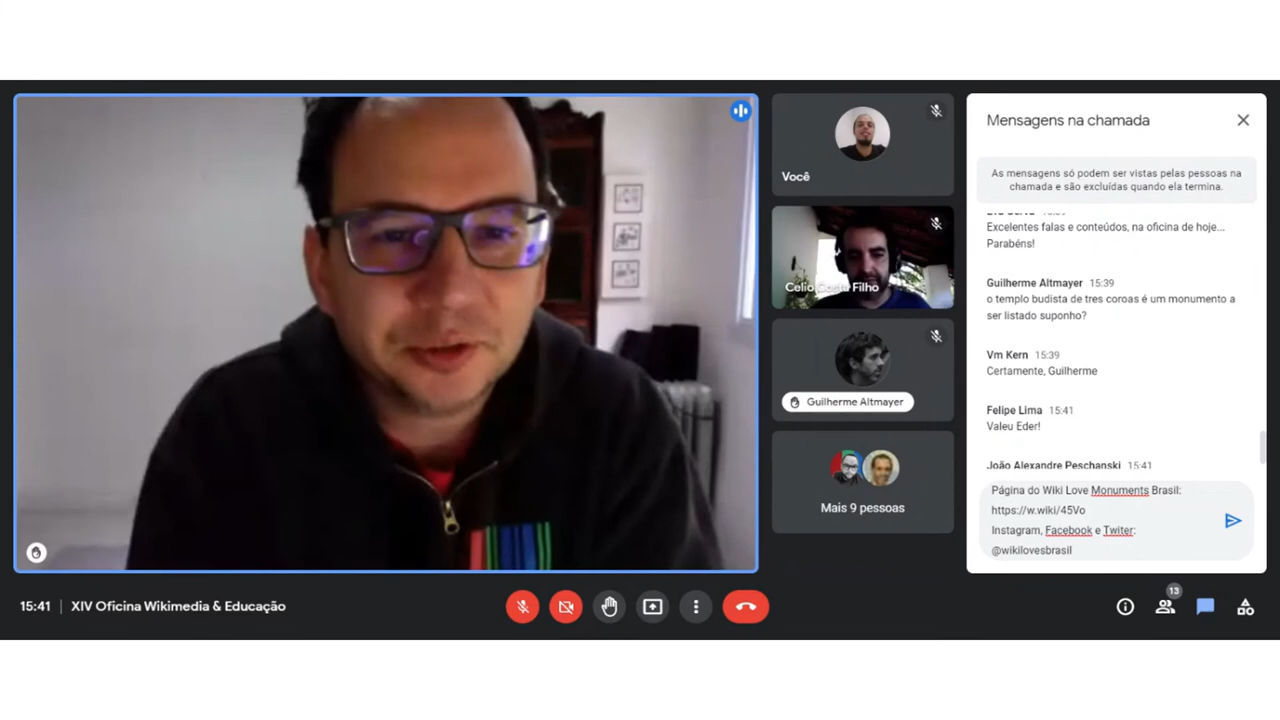 Mensagens na chamada
As mensagens só podem ser vistas pelas pessoas na
chamada e são excluídas quando ela termina.
Excelentes falas e conteúdos, na oficina de hoje...
Parabéns!
Guilherme Altmayer 15:39
o templo budista de tres coroas é um monumento a
ser listado suponho?
Vm Kern 15:39
Certamente, Guilherme
Felipe Lima 15:41
Valeu Eder!
João Alexandre Peschanski 15:41
Página do Wiki Love Monuments Brasil:
https://w.wiki/45Vo
Instagram, Facebook e Twiter:
@wikilovesbrasil
Você
Celio Costa Filho
Guilherme Altmayer
Mais 9 pessoas
15:41 | XIV Oficina Wikimedia & Educação
13